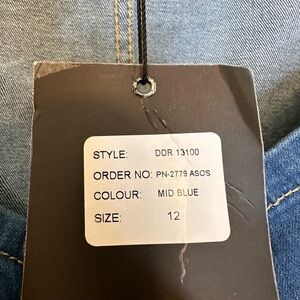 STYLE: DDR 13100
ORDER NO: PN-2779 ASOS
COLOUR: MID BLUE
SIZE: 12